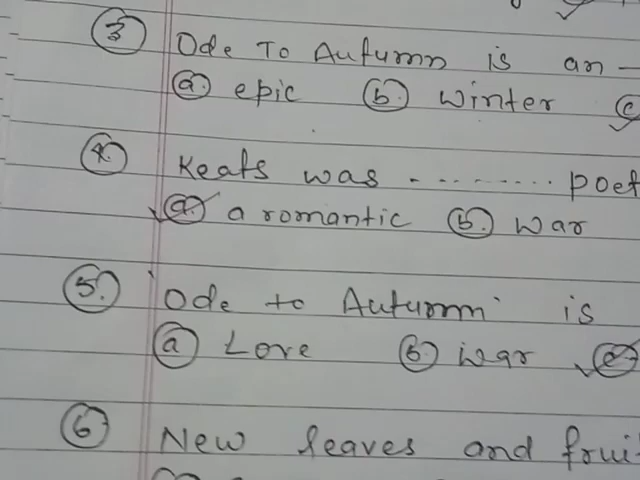 3 Ode To Autumn is an —
a. epic b. winter c
4. Keats was ......... poet
a. a romantic b. war
5. 'Ode to Autumn' is
a Love b. war c
6 New leaves and frui